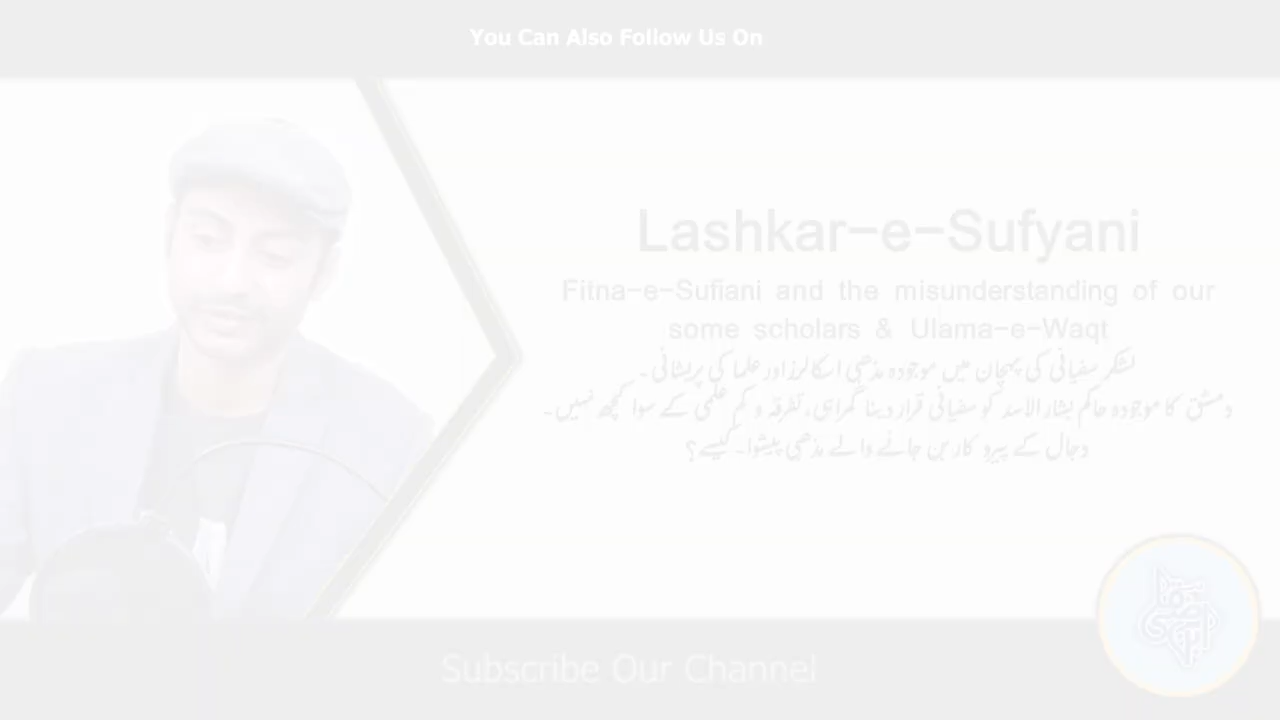 You Can Also Follow Us On
Lashkar-e-Sufyani
Fitna-e-Sufiani and the misunderstanding of our
some scholars & Ulama-e-Waqt
لشکر سفیانی کی پہچان میں موجودہ مذھبی اسکالرز اور علما کی پریشانی۔
دمشق کا موجودہ حاکم بشار الاسد کو سفیانی قرار دینا گمراہی، تفرقہ و کم علمی کے سوا کچھ نہیں۔
دجال کے پیرو کار بن جانے والے مذھبی پیشوا۔ کیسے؟
Subscribe Our Channel